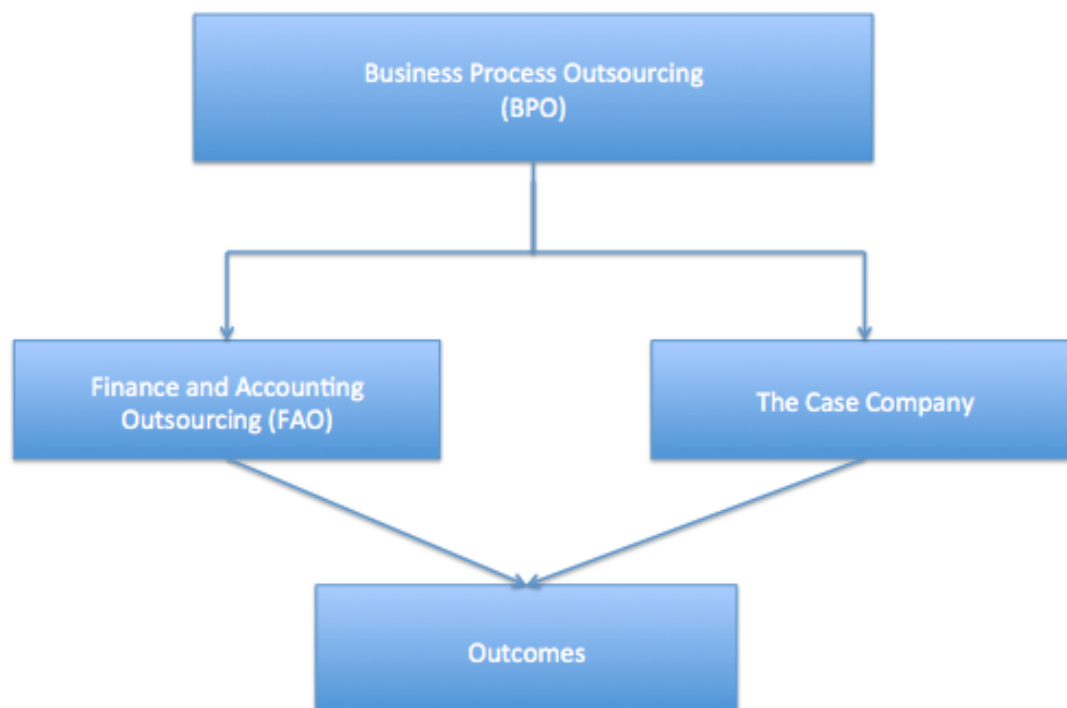 Business Process Outsourcing
(BPO)
Finance and Accounting
Outsourcing (FAO)
The Case Company
Outcomes